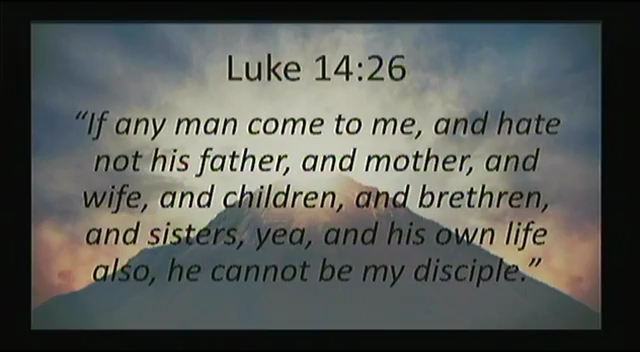 Luke 14:26
“If any man come to me, and hate
not his father, and mother, and
wife, and children, and brethren,
and sisters, yea, and his own life
also, he cannot be my disciple.”